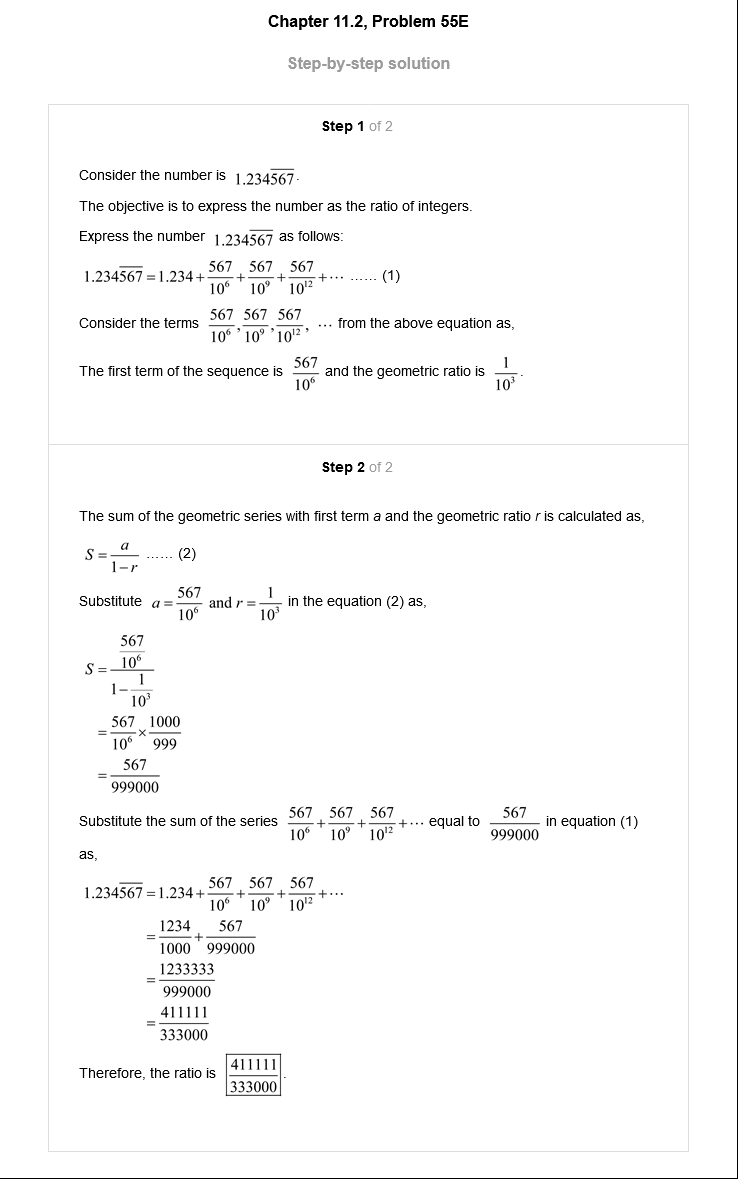 Chapter 11.2, Problem 55E
Step-by-step solution
Step 1 of 2
Consider the number is 1.234\overline{567}.
The objective is to express the number as the ratio of integers.
Express the number 1.234\overline{567} as follows:
1.234\overline{567} = 1.234 + \frac{567}{10^6} + \frac{567}{10^9} + \frac{567}{10^{12}} + ⋯ ...... (1)
Consider the terms \frac{567}{10^6}, \frac{567}{10^9}, \frac{567}{10^{12}}, ⋯ from the above equation as,
The first term of the sequence is \frac{567}{10^6} and the geometric ratio is \frac{1}{10^3}.
Step 2 of 2
The sum of the geometric series with first term a and the geometric ratio r is calculated as,
S = \frac{a}{1-r} ...... (2)
Substitute a = \frac{567}{10^6} and r = \frac{1}{10^3} in the equation (2) as,
S = \frac{\frac{567}{10^6}}{1-\frac{1}{10^3}}
= \frac{567}{10^6} × \frac{1000}{999}
= \frac{567}{999000}
Substitute the sum of the series \frac{567}{10^6} + \frac{567}{10^9} + \frac{567}{10^{12}} + ⋯ equal to \frac{567}{999000} in equation (1)
as,
1.234\overline{567} = 1.234 + \frac{567}{10^6} + \frac{567}{10^9} + \frac{567}{10^{12}} + ⋯
= \frac{1234}{1000} + \frac{567}{999000}
= \frac{1233333}{999000}
= \frac{411111}{333000}
Therefore, the ratio is \boxed{\frac{411111}{333000}}.